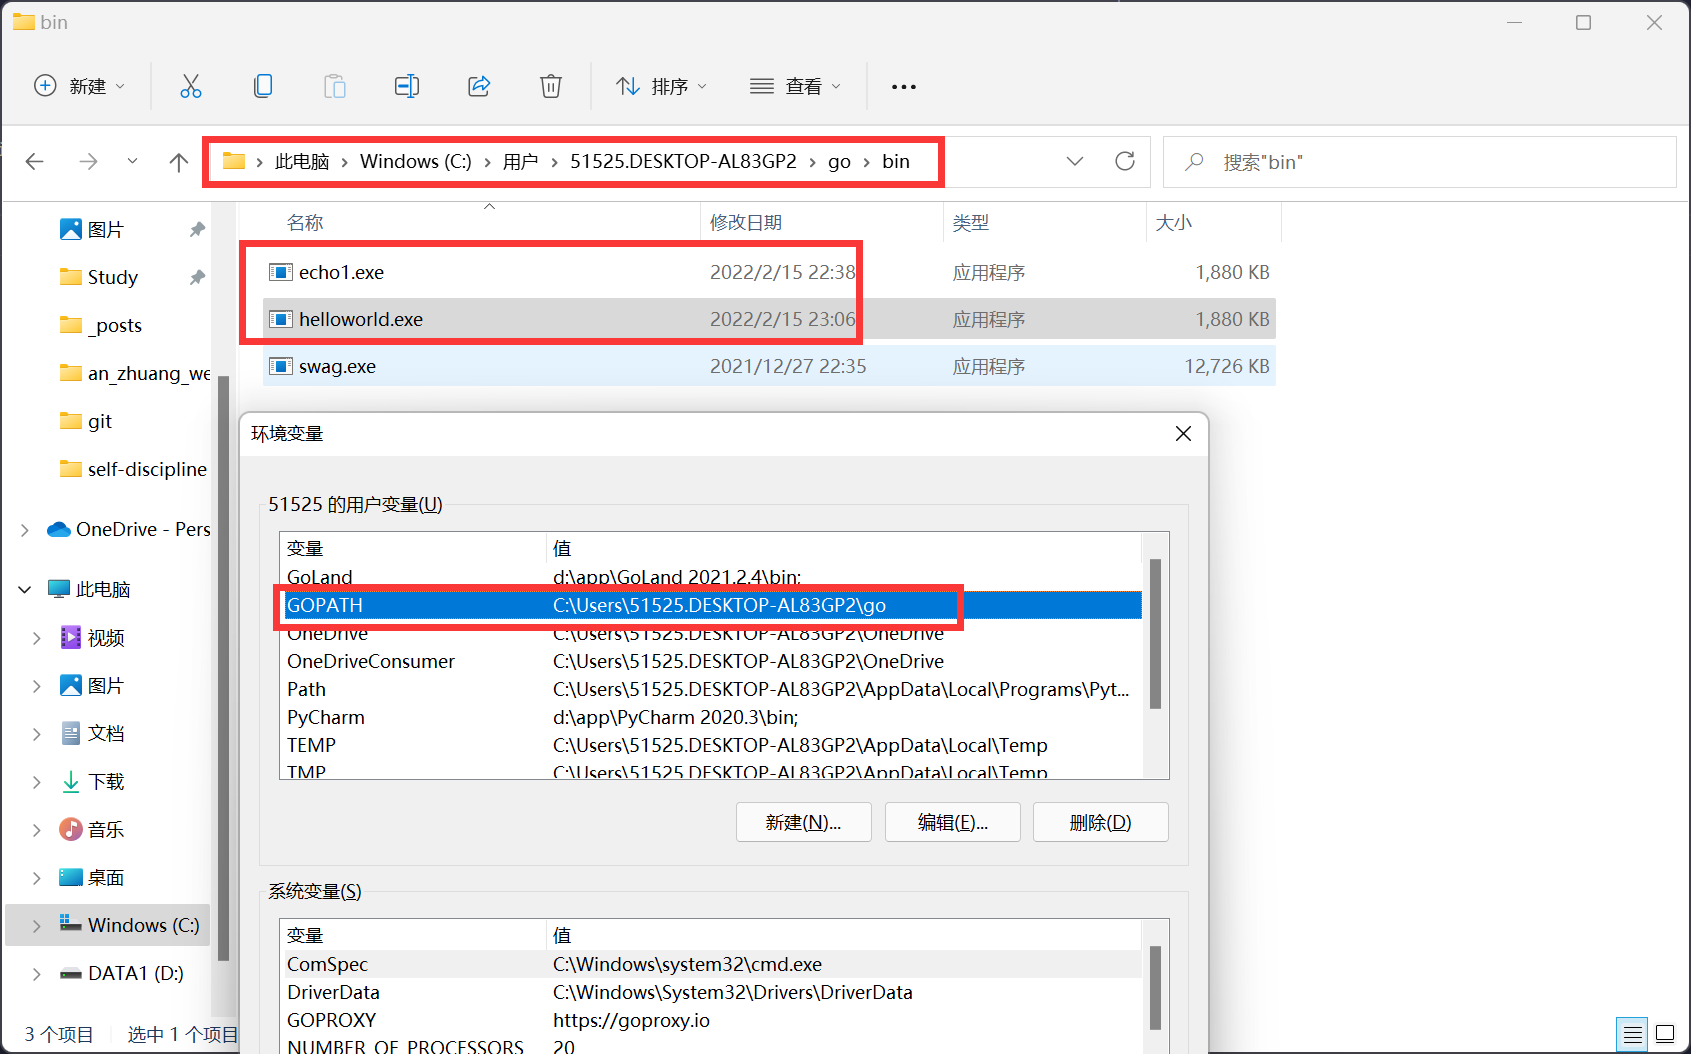 bin
新建
排序
查看
此电脑 Windows (C:) 用户 51525.DESKTOP-AL83GP2 go bin
搜索"bin"
名称 修改日期 类型 大小
echo1.exe 2022/2/15 22:38 应用程序 1,880 KB
helloworld.exe 2022/2/15 23:06 应用程序 1,880 KB
swag.exe 2021/12/27 22:35 应用程序 12,726 KB
图片
Study
_posts
an_zhuang_we
git
self-discipline
OneDrive - Pers
此电脑
视频
图片
文档
下载
音乐
桌面
Windows (C:)
DATA1 (D:)
3 个项目 选中 1 个项目
环境变量
51525 的用户变量(U)
变量 值
GoLand d:\app\GoLand 2021.2.4\bin;
GOPATH C:\Users\51525.DESKTOP-AL83GP2\go
OneDrive C:\Users\51525.DESKTOP-AL83GP2\OneDrive
OneDriveConsumer C:\Users\51525.DESKTOP-AL83GP2\OneDrive
Path C:\Users\51525.DESKTOP-AL83GP2\AppData\Local\Programs\Pyt...
PyCharm d:\app\PyCharm 2020.3\bin;
TEMP C:\Users\51525.DESKTOP-AL83GP2\AppData\Local\Temp
TMP C:\Users\51525.DESKTOP-AL83GP2\AppData\Local\Temp
新建(N)... 编辑(E)... 删除(D)
系统变量(S)
变量 值
ComSpec C:\Windows\system32\cmd.exe
DriverData C:\Windows\System32\Drivers\DriverData
GOPROXY https://goproxy.io
NUMBER_OF_PROCESSORS 20